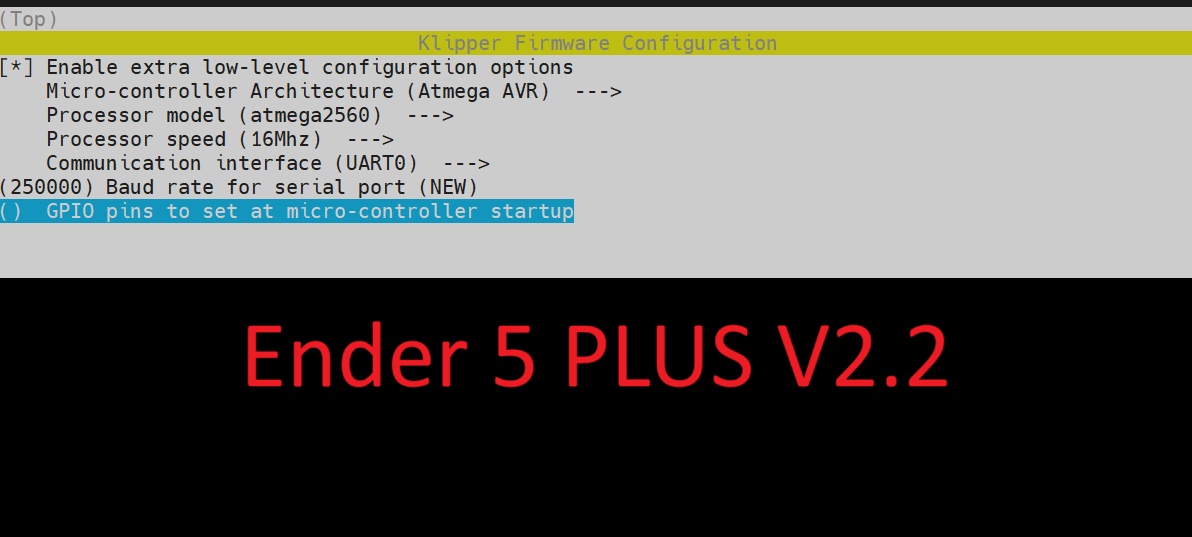 (Top)
Klipper Firmware Configuration
[*] Enable extra low-level configuration options
Micro-controller Architecture (Atmega AVR)  --->
Processor model (atmega2560)  --->
Processor speed (16Mhz)  --->
Communication interface (UART0)  --->
(250000) Baud rate for serial port (NEW)
()  GPIO pins to set at micro-controller startup
Ender 5 PLUS V2.2